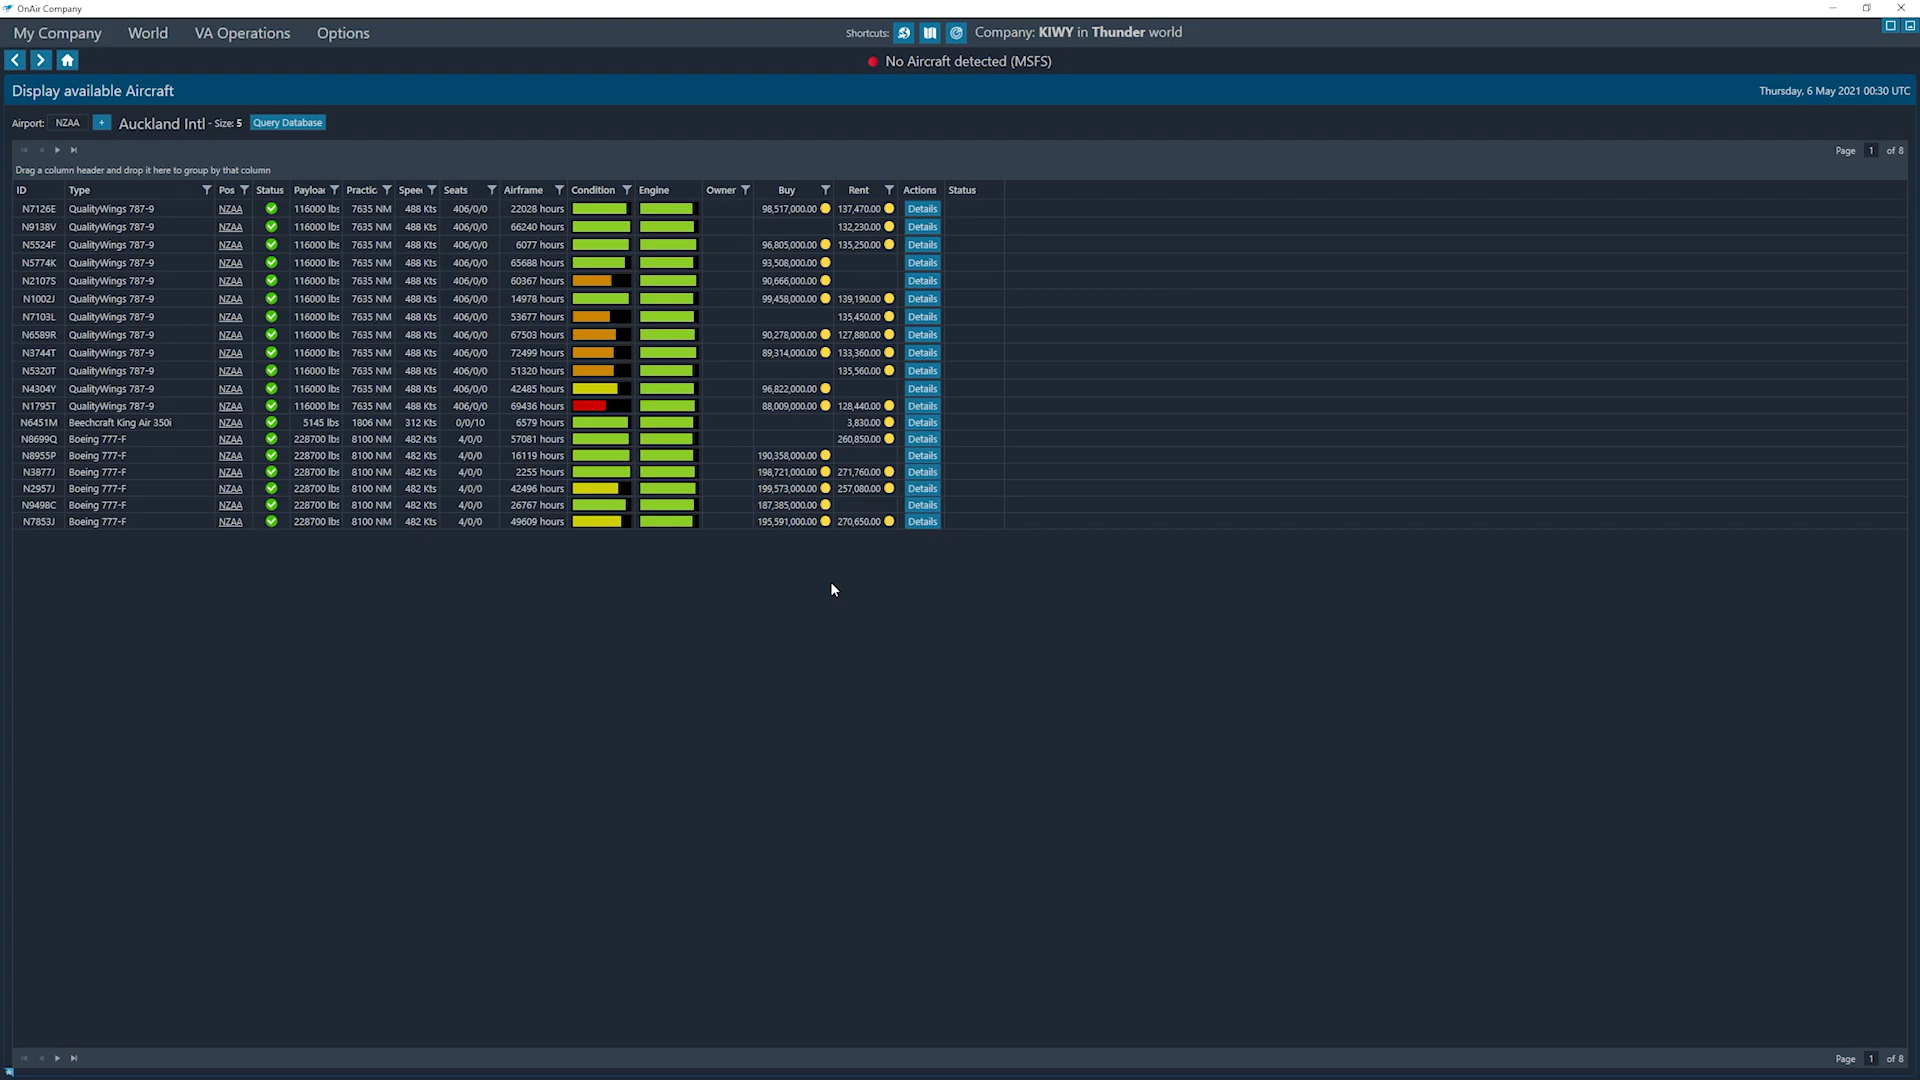 OnAir Company
My Company World VA Operations Options Shortcuts: Company: KIWY in Thunder world
No Aircraft detected (MSFS)
Display available Aircraft Thursday, 6 May 2021 00:30 UTC
Airport: NZAA + Auckland Intl - Size: 5 Query Database
Page 1 of 8
Drag a column header and drop it here to group by that column
ID Type Pos Status Payloa Practic Speed Seats Airframe Condition Engine Owner Buy Rent Actions Status
N7126E QualityWings 787-9 NZAA 116000 lbs 7635 NM 488 Kts 406/0/0 22028 hours 98,517,000.00 137,470.00 Details
N9138V QualityWings 787-9 NZAA 116000 lbs 7635 NM 488 Kts 406/0/0 66240 hours 132,230.00 Details
N5524F QualityWings 787-9 NZAA 116000 lbs 7635 NM 488 Kts 406/0/0 6077 hours 96,805,000.00 135,250.00 Details
N5774K QualityWings 787-9 NZAA 116000 lbs 7635 NM 488 Kts 406/0/0 65688 hours 93,508,000.00 Details
N2107S QualityWings 787-9 NZAA 116000 lbs 7635 NM 488 Kts 406/0/0 60367 hours 90,666,000.00 Details
N1002J QualityWings 787-9 NZAA 116000 lbs 7635 NM 488 Kts 406/0/0 14978 hours 99,458,000.00 139,190.00 Details
N7103L QualityWings 787-9 NZAA 116000 lbs 7635 NM 488 Kts 406/0/0 53677 hours 135,450.00 Details
N6589R QualityWings 787-9 NZAA 116000 lbs 7635 NM 488 Kts 406/0/0 67503 hours 90,278,000.00 127,880.00 Details
N3744T QualityWings 787-9 NZAA 116000 lbs 7635 NM 488 Kts 406/0/0 72499 hours 89,314,000.00 133,360.00 Details
N5320T QualityWings 787-9 NZAA 116000 lbs 7635 NM 488 Kts 406/0/0 51320 hours 135,560.00 Details
N4304Y QualityWings 787-9 NZAA 116000 lbs 7635 NM 488 Kts 406/0/0 42485 hours 96,822,000.00 Details
N1795T QualityWings 787-9 NZAA 116000 lbs 7635 NM 488 Kts 406/0/0 69436 hours 88,009,000.00 128,440.00 Details
N6451M Beechcraft King Air 350i NZAA 5145 lbs 1806 NM 312 Kts 0/0/10 6579 hours 3,830.00 Details
N8699Q Boeing 777-F NZAA 228700 lbs 8100 NM 482 Kts 4/0/0 57081 hours 260,850.00 Details
N8955P Boeing 777-F NZAA 228700 lbs 8100 NM 482 Kts 4/0/0 16119 hours 190,358,000.00 Details
N3877J Boeing 777-F NZAA 228700 lbs 8100 NM 482 Kts 4/0/0 2255 hours 198,721,000.00 271,760.00 Details
N2957J Boeing 777-F NZAA 228700 lbs 8100 NM 482 Kts 4/0/0 42496 hours 199,573,000.00 257,080.00 Details
N9498C Boeing 777-F NZAA 228700 lbs 8100 NM 482 Kts 4/0/0 26767 hours 187,385,000.00 Details
N7853J Boeing 777-F NZAA 228700 lbs 8100 NM 482 Kts 4/0/0 49609 hours 195,591,000.00 270,650.00 Details
Page 1 of 8